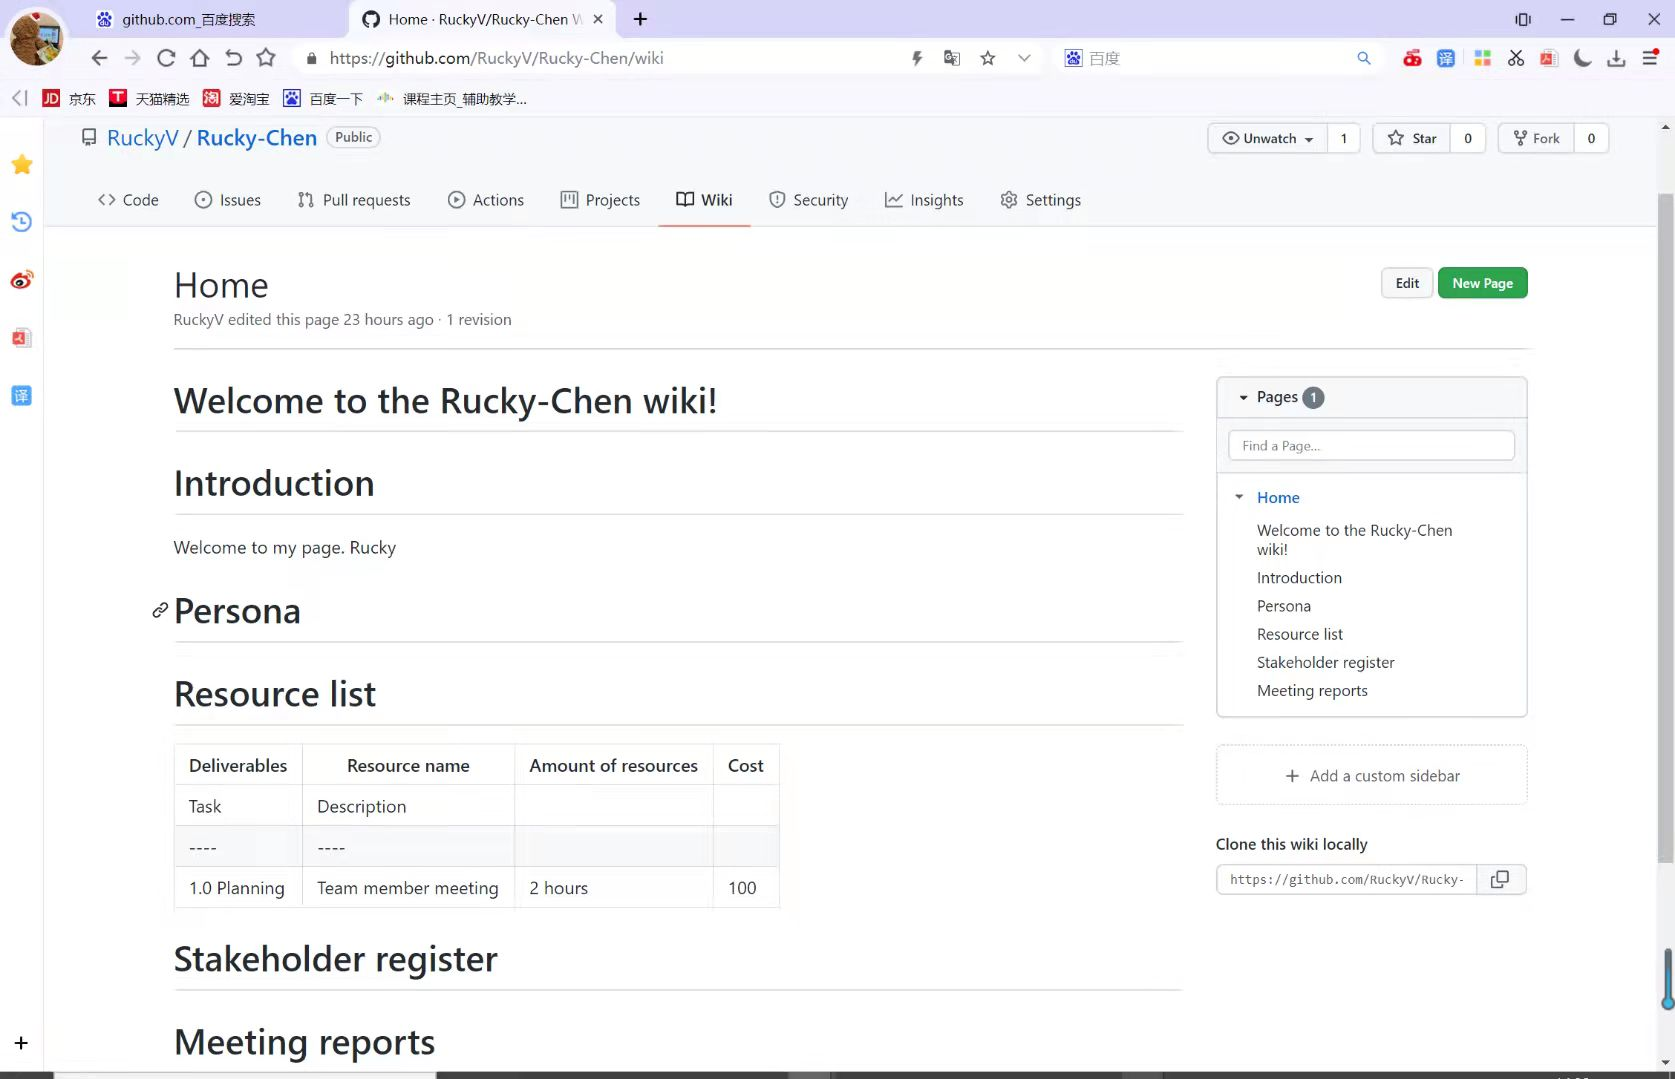 github.com_百度搜索
Home · RuckyV/Rucky-Chen W
https://github.com/RuckyV/Rucky-Chen/wiki
百度
译
JD 京东
T 天猫精选
淘 爱淘宝
百度一下
课程主页_辅助教学...
RuckyV / Rucky-Chen Public
Unwatch 1
Star 0
Fork 0
Code
Issues
Pull requests
Actions
Projects
Wiki
Security
Insights
Settings
译
Home
Edit
New Page
RuckyV edited this page 23 hours ago · 1 revision
Welcome to the Rucky-Chen wiki!
Introduction
Welcome to my page. Rucky
Persona
Resource list
Deliverables Resource name Amount of resources Cost
Task Description
---- ----
1.0 Planning Team member meeting 2 hours 100
Stakeholder register
Meeting reports
Pages 1
Find a Page...
Home
Welcome to the Rucky-Chen
wiki!
Introduction
Persona
Resource list
Stakeholder register
Meeting reports
+ Add a custom sidebar
Clone this wiki locally
https://github.com/RuckyV/Rucky-